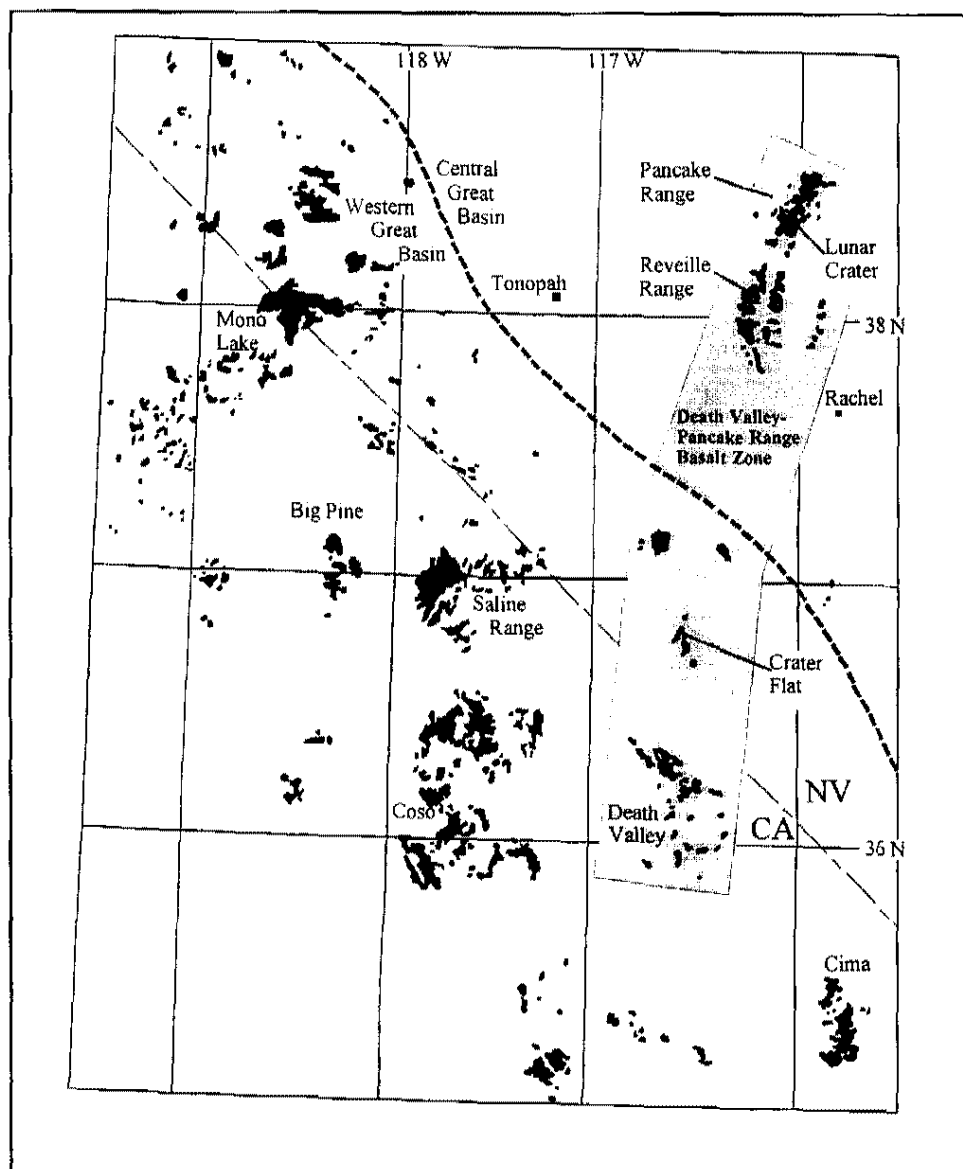 118 W
117 W
Central
Great
Basin
Western
Great
Basin
Pancake
Range
Lunar
Crater
Reveille
Range
Tonopah
38 N
Mono
Lake
Rachel
Death Valley-
Pancake Range
Basalt Zone
Big Pine
Saline
Range
Crater
Flat
NV
Coso
Death
Valley
CA
36 N
Cima